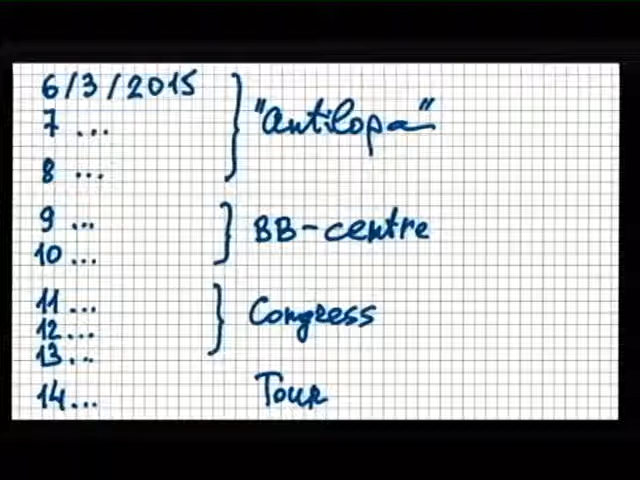 6/3/2015
7 ...
"Antilopa"
8 ...
9 ...
BB-centre
10 ...
11 ...
Congress
12 ...
13 ...
14 ...
Tour